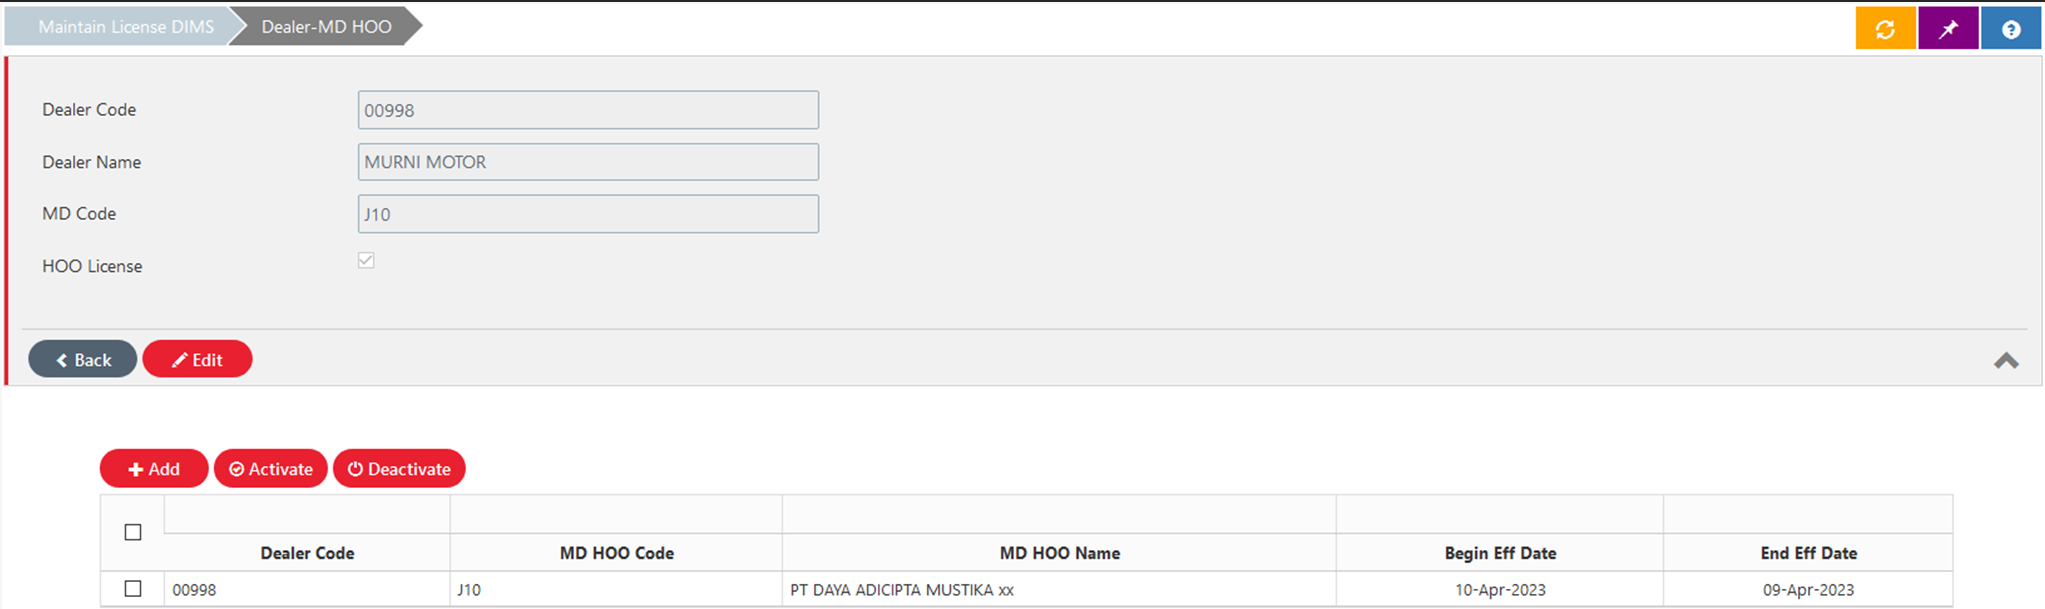 Maintain License DIMS Dealer-MD HOO
Dealer Code 00998
Dealer Name MURNI MOTOR
MD Code J10
HOO License
Back Edit
Add Activate Deactivate
Dealer Code MD HOO Code MD HOO Name Begin Eff Date End Eff Date
00998 J10 PT DAYA ADICIPTA MUSTIKA xx 10-Apr-2023 09-Apr-2023